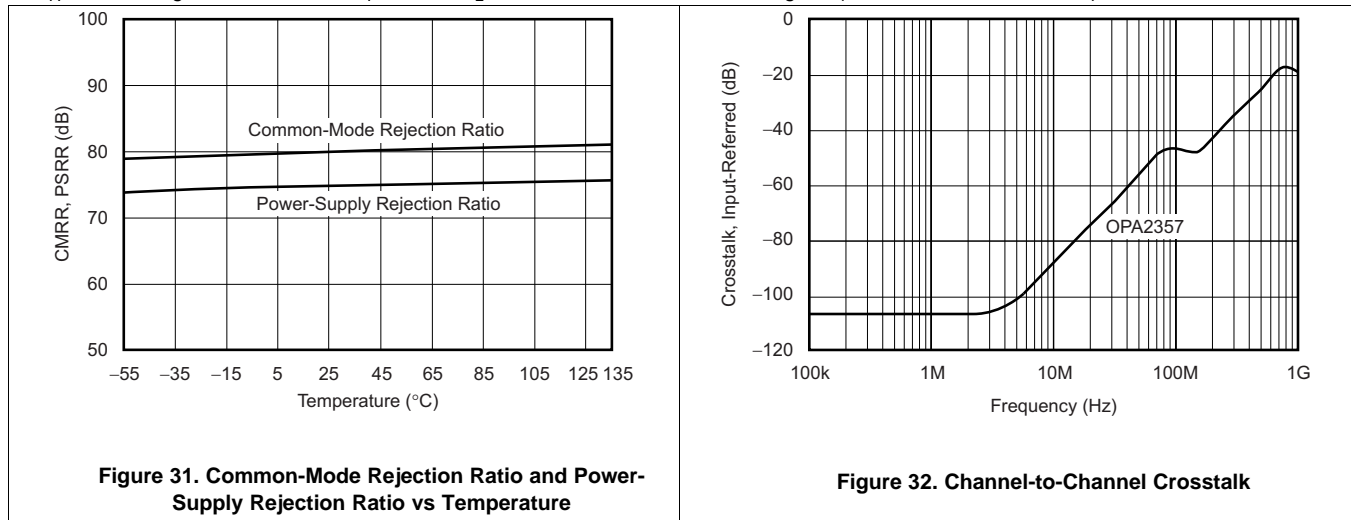 100
90
80
70
60
50
CMRR, PSRR (dB)
Common-Mode Rejection Ratio
Power-Supply Rejection Ratio
−55 −35 −15 5 25 45 65 85 105 125 135
Temperature (°C)
Figure 31. Common-Mode Rejection Ratio and Power-
Supply Rejection Ratio vs Temperature
0
−20
−40
−60
−80
−100
−120
Crosstalk, Input-Referred (dB)
OPA2357
100k 1M 10M 100M 1G
Frequency (Hz)
Figure 32. Channel-to-Channel Crosstalk